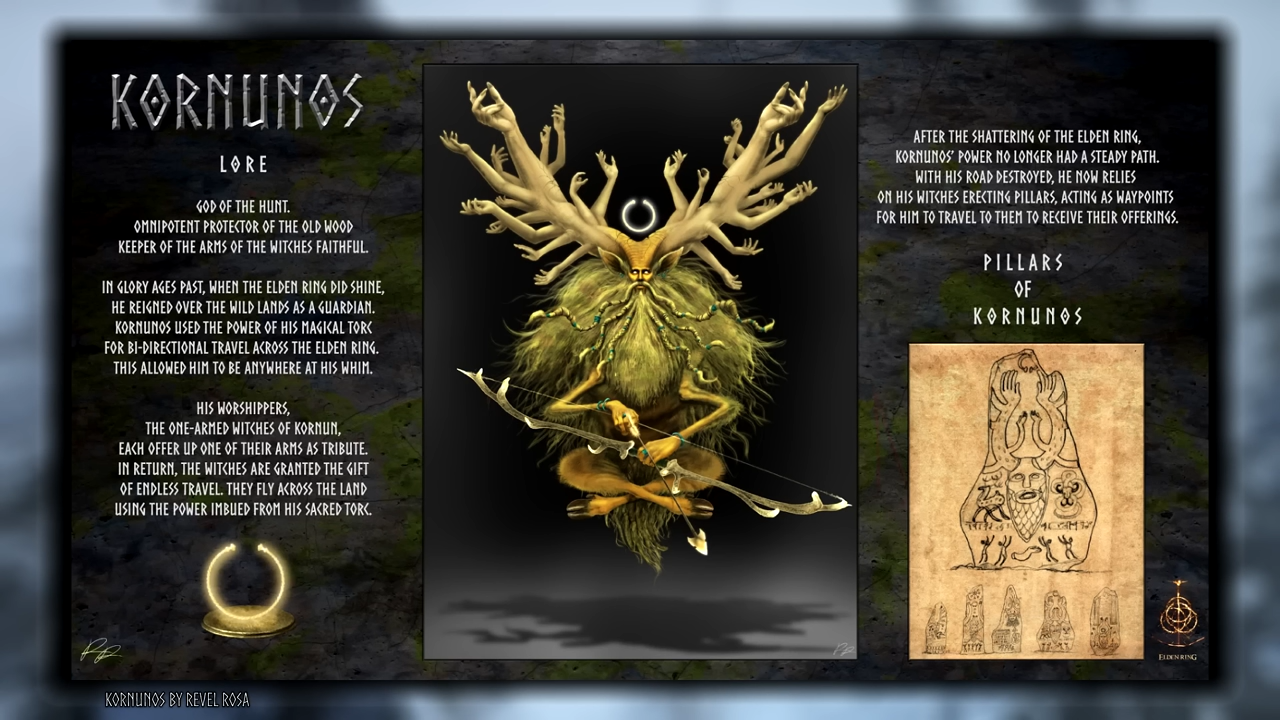 KORNUNOS
LORE
GOD OF THE HUNT.
OMNIPOTENT PROTECTOR OF THE OLD WOOD
KEEPER OF THE ARMS OF THE WITCHES FAITHFUL.
IN GLORY AGES PAST, WHEN THE ELDEN RING DID SHINE,
HE REIGNED OVER THE WILD LANDS AS A GUARDIAN.
KORNUNOS USED THE POWER OF HIS MAGICAL TORC
FOR BI-DIRECTIONAL TRAVEL ACROSS THE ELDEN RING.
THIS ALLOWED HIM TO BE ANYWHERE AT HIS WHIM.
HIS WORSHIPPERS,
THE ONE-ARMED WITCHES OF KORNUN,
EACH OFFER UP ONE OF THEIR ARMS AS TRIBUTE.
IN RETURN, THE WITCHES ARE GRANTED THE GIFT
OF ENDLESS TRAVEL. THEY FLY ACROSS THE LAND
USING THE POWER IMBUED FROM HIS SACRED TORC.
AFTER THE SHATTERING OF THE ELDEN RING,
KORNUNOS' POWER NO LONGER HAD A STEADY PATH.
WITH HIS ROAD DESTROYED, HE NOW RELIES
ON HIS WITCHES ERECTING PILLARS, ACTING AS WAYPOINTS
FOR HIM TO TRAVEL TO THEM TO RECEIVE THEIR OFFERINGS.
PILLARS
OF
KORNUNOS
ELDEN RING
KORNUNOS BY REVEL ROSA